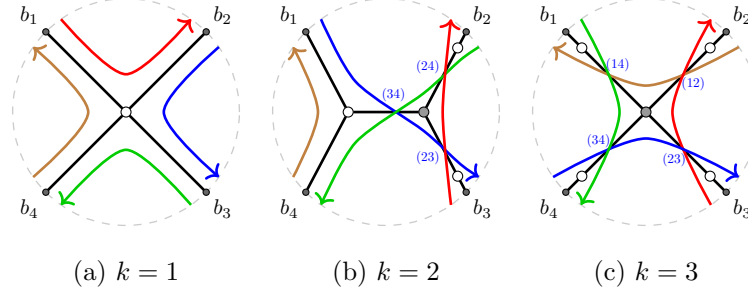 b₁ b₂ b₁ b₂ b₁ b₂
(24) (14) (12)
(34)
(23) (34) (23)
b₄ b₃ b₄ b₃ b₄ b₃
(a) k = 1 (b) k = 2 (c) k = 3